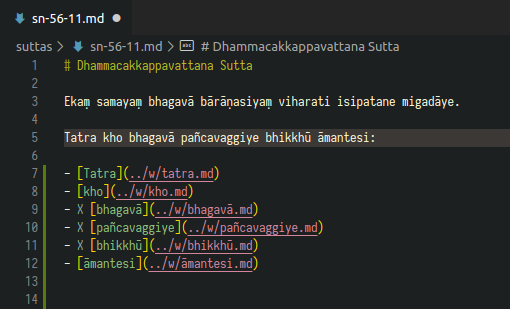 sn-56-11.md ●
suttas > sn-56-11.md > # Dhammacakkappavattana Sutta
1 # Dhammacakkappavattana Sutta
2
3 Ekaṃ samayaṃ bhagavā bārāṇasiyaṃ viharati isipatane migadāye.
4
5 Tatra kho bhagavā pañcavaggiye bhikkhū āmantesi:
6
7 - [Tatra](../w/tatra.md)
8 - [kho](../w/kho.md)
9 - X [bhagavā](../w/bhagavā.md)
10 - X [pañcavaggiye](../w/pañcavaggiye.md)
11 - X [bhikkhū](../w/bhikkhū.md)
12 - [āmantesi](../w/āmantesi.md)
13
14